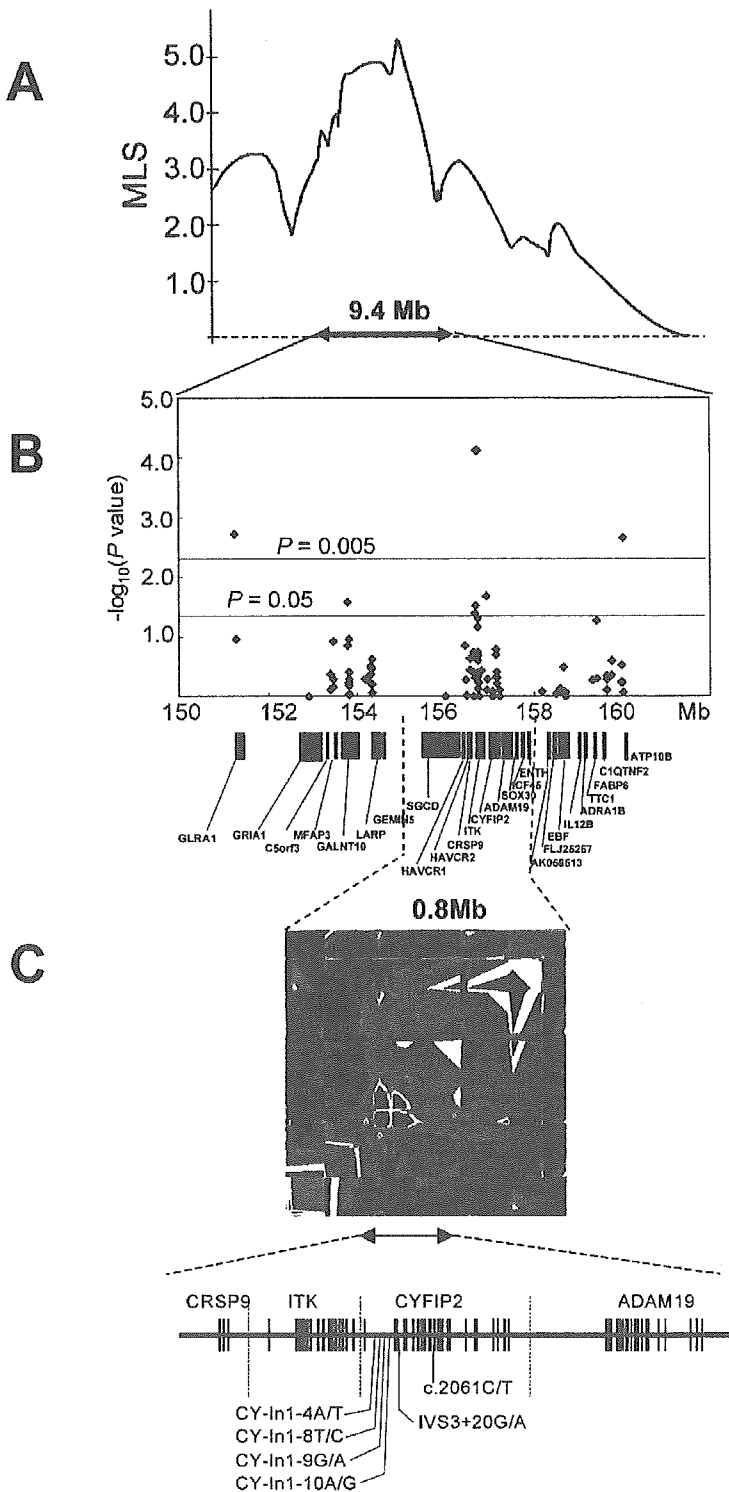 A
MLS
5.0
4.0
3.0
2.0
1.0
9.4 Mb
B
-log10(P value)
5.0
4.0
3.0
2.0
1.0
P = 0.005
P = 0.05
150 152 154 156 158 160 Mb
GLRA1
GRIA1
C5orf3
MFAP3
GALNT10
LARP
GEMIN5
SGCD
HAVCR1
HAVCR2
CRSP9
ITK
CYFIP2
ADAM19
SOX30
ENTH
AK058513
FLJ25267
EBF
IL12B
ADRA1B
TTC1
FABP6
C1QTNF2
ATP10B
0.8Mb
C
CRSP9 ITK CYFIP2 ADAM19
c.2061C/T
CY-In1-4A/T
IVS3+20G/A
CY-In1-8T/C
CY-In1-9G/A
CY-In1-10A/G